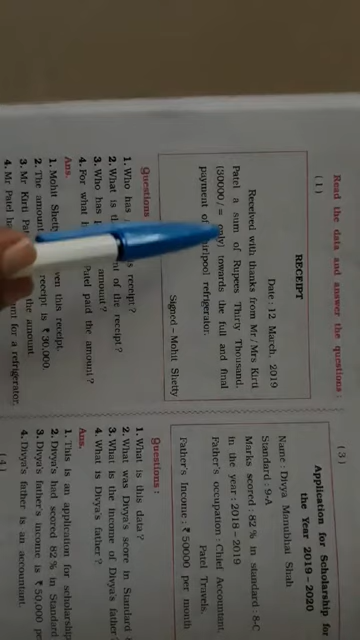 Read the data and answer the questions :
(1)
RECEIPT
Date : 12 March, 2019
Received with thanks from Mr / Mrs Kirti
Patel a sum of Rupees Thirty Thousand,
(30000 / = only) towards the full and final
payment of refrigerator.
Signed – Mohit Shetty
Questions
1. Who has s receipt ?
2. What is th nt of the receipt ?
3. Who has amount ?
4. For what Patel paid the amount ?
Ans.
1. Mohit Shetty ven this receipt.
2. The amount receipt is ₹ 30,000.
3. Mr Kirti Pat the amount.
4. Mr Patel ha nt for a refrigerator.
(3)
Application for Scholarship for
the Year 2019 – 2020
Name : Divya Monubhai Shah
Standard : 9-A
Marks scored : 82 % in standard : 8-C
in the year : 2018 – 2019
Father's occupation : Chief Accountant,
Patel Travels.
Father's Income : ₹ 50000 per month
Questions :
1. What is this data ?
2. What was Divya's score in Standard
3. What is the income of Divya's father
4. What is Divya's father ?
Ans.
1. This is an application for scholarship
2. Divya's had scored 82 % in Standard
3. Divya's father's income is ₹ 50,000 pe
4. Divya's father is an accountant.
(4)